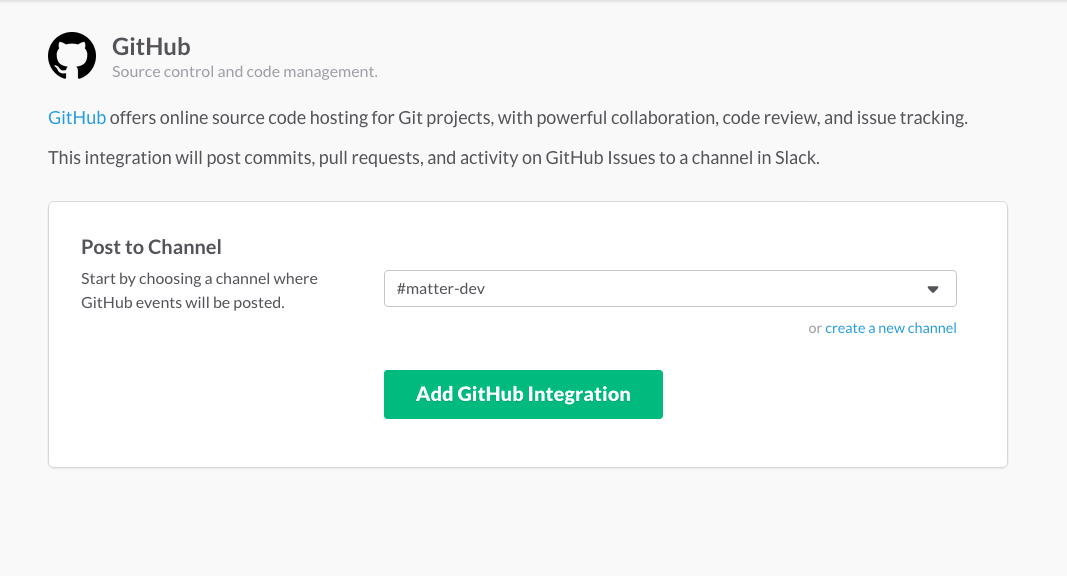 GitHub
Source control and code management.
GitHub offers online source code hosting for Git projects, with powerful collaboration, code review, and issue tracking.
This integration will post commits, pull requests, and activity on GitHub Issues to a channel in Slack.
Post to Channel
Start by choosing a channel where
GitHub events will be posted.
#matter-dev
or create a new channel
Add GitHub Integration